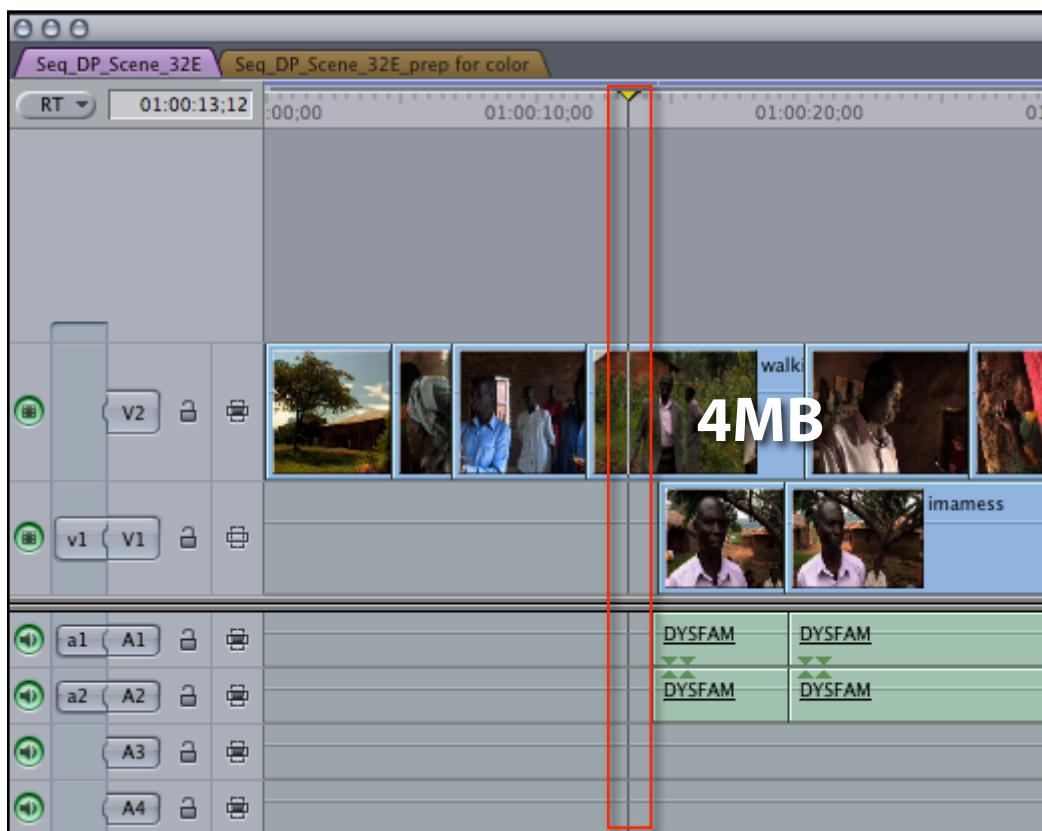 Seq_DP_Scene_32E Seq_DP_Scene_32E_prep for color
RT 01:00:13;12 :00;00 01:00:10;00 01:00:20;00 01
walki
V2
4MB
imamess
v1 V1
a1 A1 DYSFAM DYSFAM
a2 A2 DYSFAM DYSFAM
A3
A4